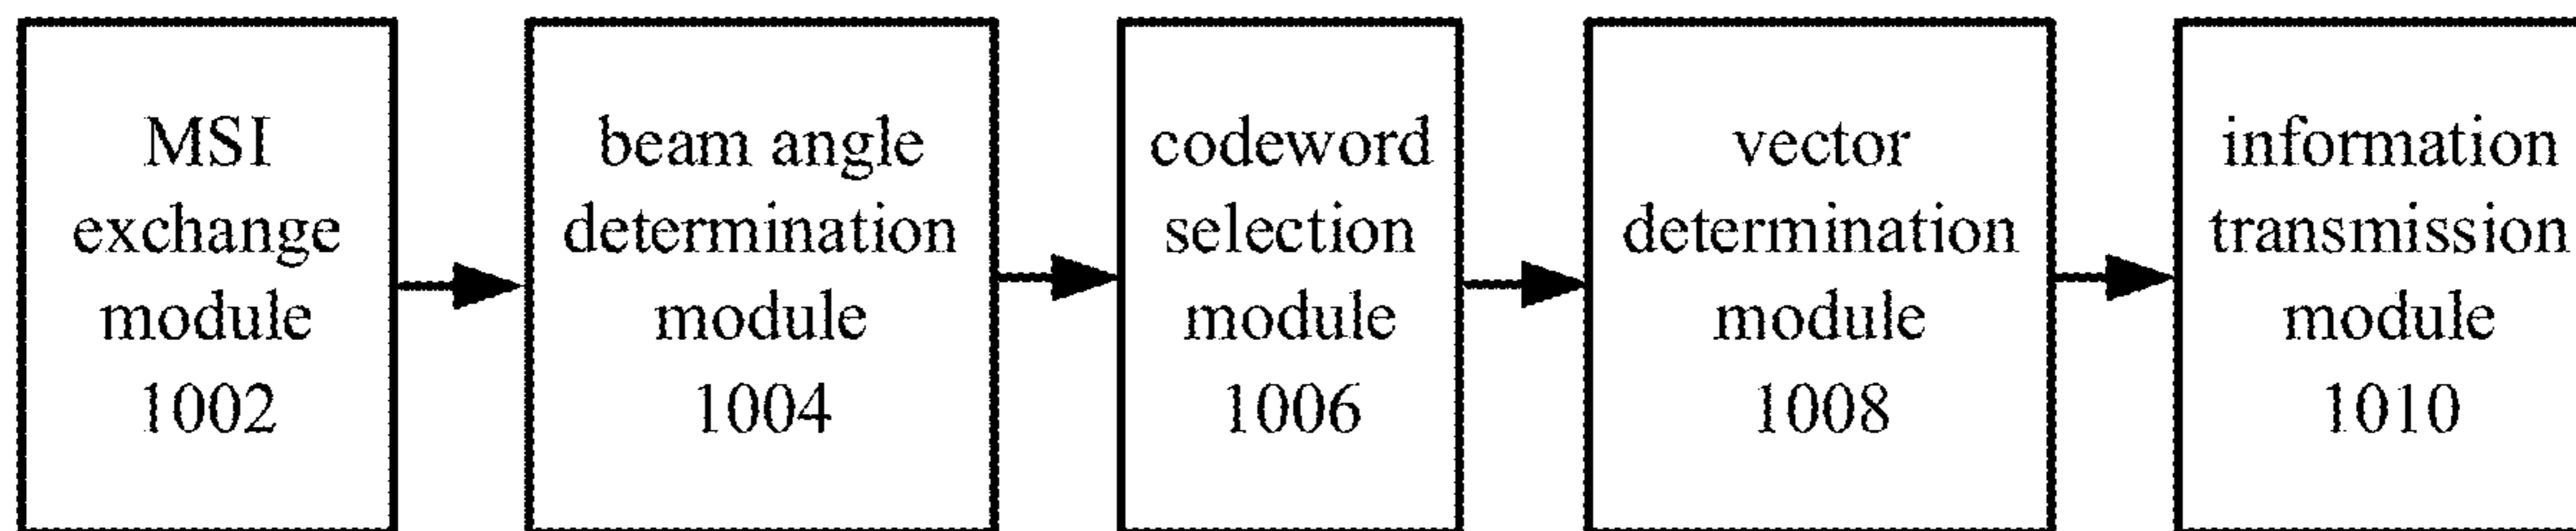 MSI
exchange
module
1002
beam angle
determination
module
1004
codeword
selection
module
1006
vector
determination
module
1008
information
transmission
module
1010